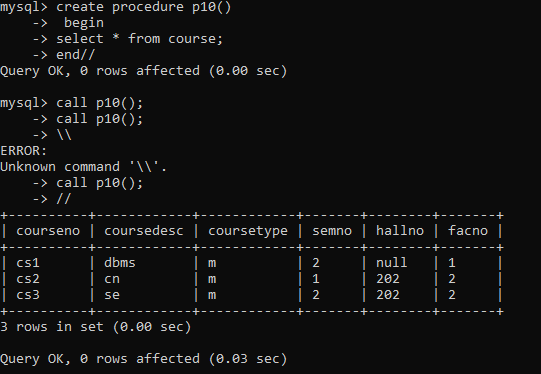 mysql> create procedure p10()
    ->  begin
    -> select * from course;
    -> end//
Query OK, 0 rows affected (0.00 sec)

mysql> call p10();
    -> call p10();
    -> \\
ERROR:
Unknown command '\\'.
    -> call p10();
    -> //
+----------+------------+------------+-------+--------+-------+
| courseno | coursedesc | coursetype | semno | hallno | facno |
+----------+------------+------------+-------+--------+-------+
| cs1      | dbms       | m          | 2     | null   | 1     |
| cs2      | cn         | m          | 1     | 202    | 2     |
| cs3      | se         | m          | 2     | 202    | 2     |
+----------+------------+------------+-------+--------+-------+
3 rows in set (0.00 sec)

Query OK, 0 rows affected (0.03 sec)